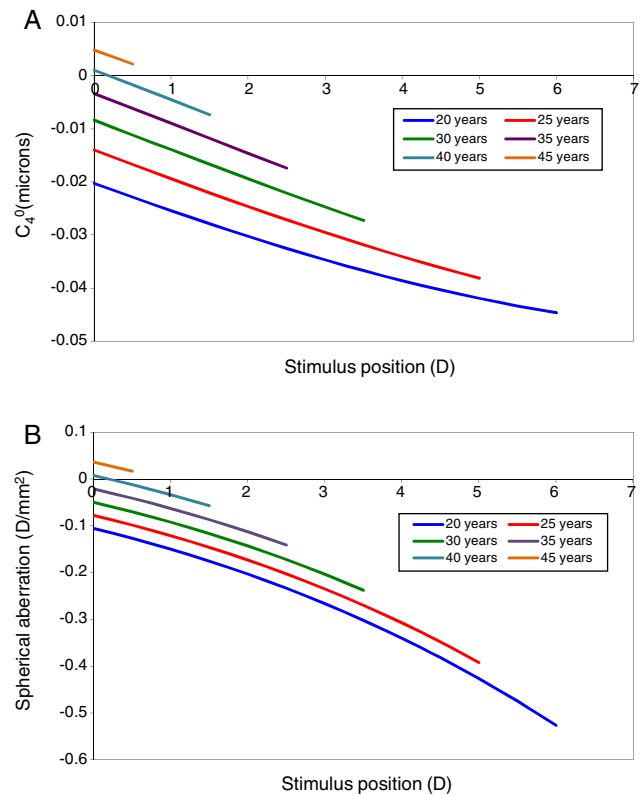 A
0.01
0
-0.01
-0.02
-0.03
-0.04
-0.05
0 1 2 3 4 5 6 7
C₄⁰(microns)
20 years 25 years
30 years 35 years
40 years 45 years
Stimulus position (D)
B
0.1
0
-0.1
-0.2
-0.3
-0.4
-0.5
-0.6
0 1 2 3 4 5 6 7
Spherical aberration (D/mm²)
20 years 25 years
30 years 35 years
40 years 45 years
Stimulus position (D)